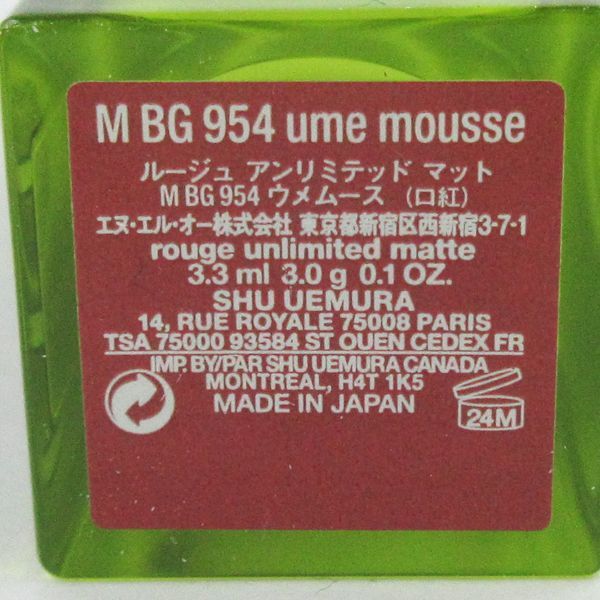 M BG 954 ume mousse
ルージュ アンリミテッド マット
M BG 954 ウメムース （口紅）
エヌ・エル・オー株式会社 東京都新宿区西新宿3-7-1
rouge unlimited matte
3.3 ml 3.0 g 0.1 OZ.
SHU UEMURA
14, RUE ROYALE 75008 PARIS
TSA 75000 93584 ST OUEN CEDEX FR
IMP. BY/PAR SHU UEMURA CANADA
MONTREAL, H4T 1K5
MADE IN JAPAN
24M